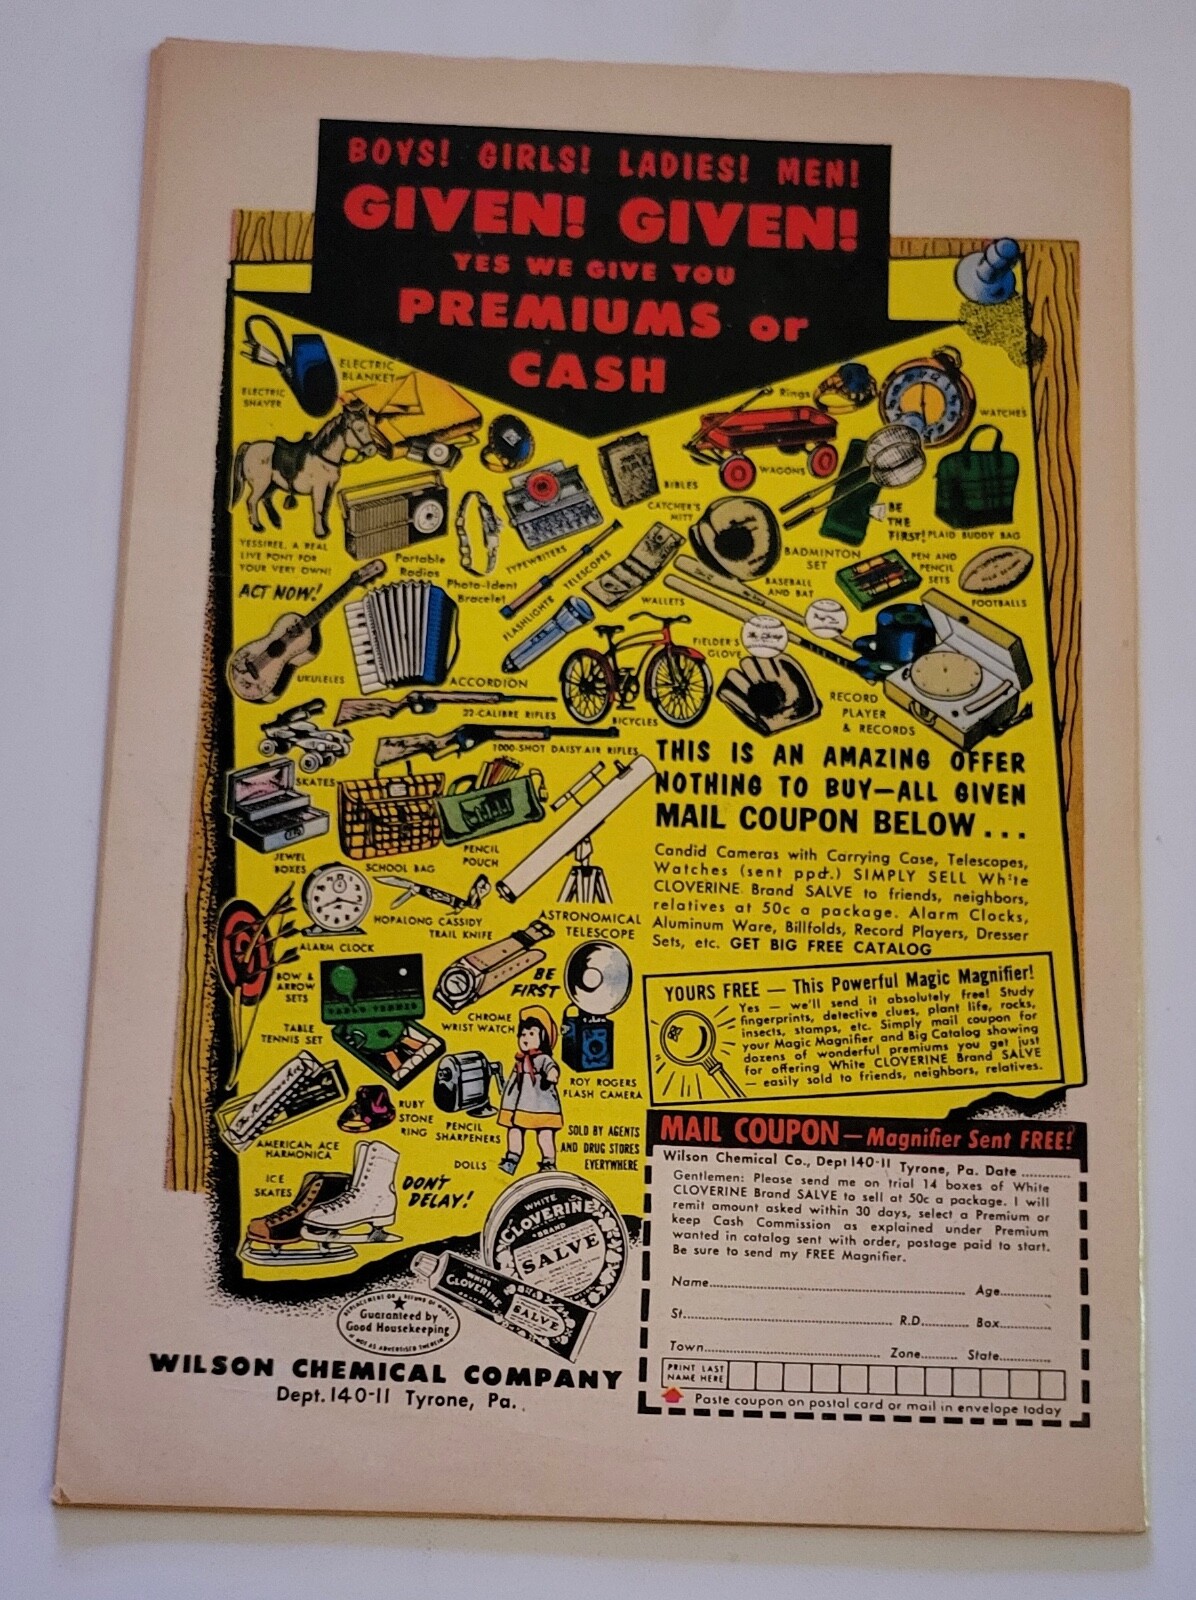 BOYS! GIRLS! LADIES! MEN!
GIVEN! GIVEN!
YES WE GIVE YOU
PREMIUMS or
CASH
ELECTRIC
SHAVER
ELECTRIC
BLANKET
Rings
WATCHES
WAGONS
BIBLES
CATCHER'S
MITT
YESSIREE, A REAL
LIVE PONY FOR
YOUR VERY OWN!
Portable
Radios
Photo-Ident
Bracelet
TYPEWRITERS
TELESCOPES
BE
THE
FIRST!
PLAID BUDDY BAG
BADMINTON
SET
PEN AND
PENCIL
SETS
FOOTBALLS
ACT NOW!
FLASHLIGHTS
WALLETS
BASEBALL
AND BAT
UKULELES
ACCORDION
FIELDER'S
GLOVE
22-CALIBRE RIFLES
BICYCLES
RECORD
PLAYER
& RECORDS
1000-SHOT DAISY AIR RIFLES
SKATES
JEWEL
BOXES
SCHOOL BAG
PENCIL
POUCH
THIS IS AN AMAZING OFFER
NOTHING TO BUY—ALL GIVEN
MAIL COUPON BELOW...
Candid Cameras with Carrying Case, Telescopes,
Watches (sent ppd.) SIMPLY SELL White
CLOVERINE Brand SALVE to friends, neighbors,
relatives at 50c a package. Alarm Clocks,
Aluminum Ware, Billfolds, Record Players, Dresser
Sets, etc. GET BIG FREE CATALOG
ALARM CLOCK
HOPALONG CASSIDY
TRAIL KNIFE
ASTRONOMICAL
TELESCOPE
BOW &
ARROW
SETS
TABLE TENNIS
TABLE
TENNIS SET
CHROME
WRIST WATCH
BE
FIRST
ROY ROGERS
FLASH CAMERA
YOURS FREE — This Powerful Magic Magnifier!
Yes — we'll send it absolutely free! Study
fingerprints, detective clues, plant life, rocks,
insects, stamps, etc. Simply mail coupon for
your Magic Magnifier and Big Catalog showing
dozens of wonderful premiums you get just
for offering White CLOVERINE Brand SALVE
— easily sold to friends, neighbors, relatives.
AMERICAN ACE
HARMONICA
RUBY
STONE
RING
PENCIL
SHARPENERS
DOLLS
SOLD BY AGENTS
AND DRUG STORES
EVERYWHERE
ICE
SKATES
DON'T
DELAY!
WHITE
CLOVERINE
BRAND
SALVE
WHITE
CLOVERINE
SALVE
REPLACEMENT OR REFUND OF MONEY
Guaranteed by
Good Housekeeping
IF NOT AS ADVERTISED THEREIN
WILSON CHEMICAL COMPANY
Dept. 140-11 Tyrone, Pa.
MAIL COUPON — Magnifier Sent FREE!
Wilson Chemical Co., Dept 140-11 Tyrone, Pa. Date
Gentlemen: Please send me on trial 14 boxes of White
CLOVERINE Brand SALVE to sell at 50c a package. I will
remit amount asked within 30 days, select a Premium or
keep Cash Commission as explained under Premium
wanted in catalog sent with order, postage paid to start.
Be sure to send my FREE Magnifier.
Name Age
St. R.D. Box
Town Zone State
PRINT LAST
NAME HERE
Paste coupon on postal card or mail in envelope today